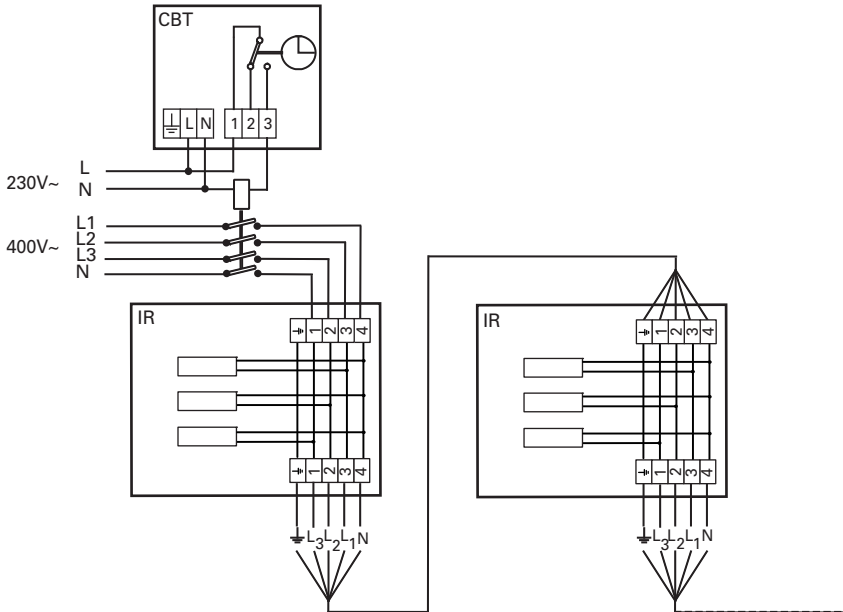 CBT
L N 1 2 3
L
230V~
N
L1
L2
400V~
L3
N
IR
1 2 3 4
1 2 3 4
L3 L2 L1 N
IR
1 2 3 4
1 2 3 4
L3 L2 L1 N